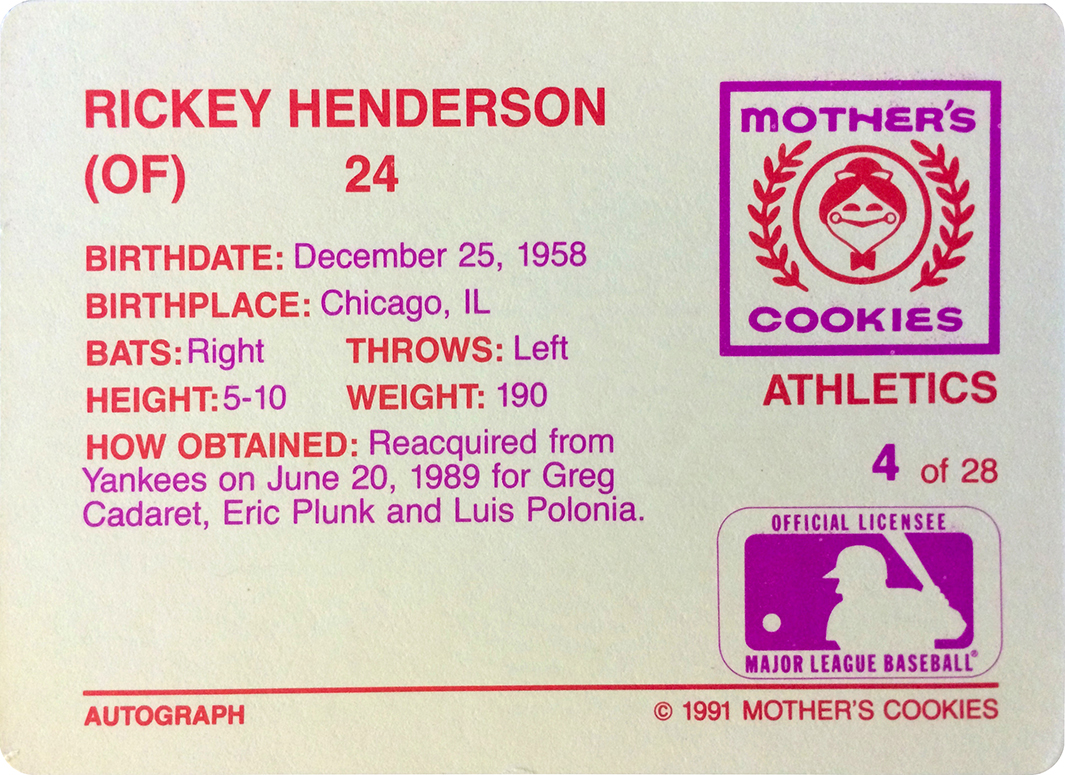 RICKEY HENDERSON
(OF) 24
BIRTHDATE: December 25, 1958
BIRTHPLACE: Chicago, IL
BATS: Right THROWS: Left
HEIGHT: 5-10 WEIGHT: 190
HOW OBTAINED: Reacquired from
Yankees on June 20, 1989 for Greg
Cadaret, Eric Plunk and Luis Polonia.
MOTHER'S
COOKIES
ATHLETICS
4 of 28
OFFICIAL LICENSEE
MAJOR LEAGUE BASEBALL®
AUTOGRAPH
© 1991 MOTHER'S COOKIES